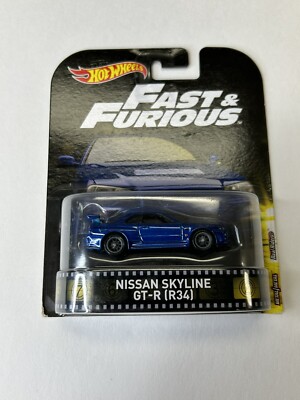 Hot Wheels
FAST &
FURIOUS
NISSAN SKYLINE
GT-R (R34)